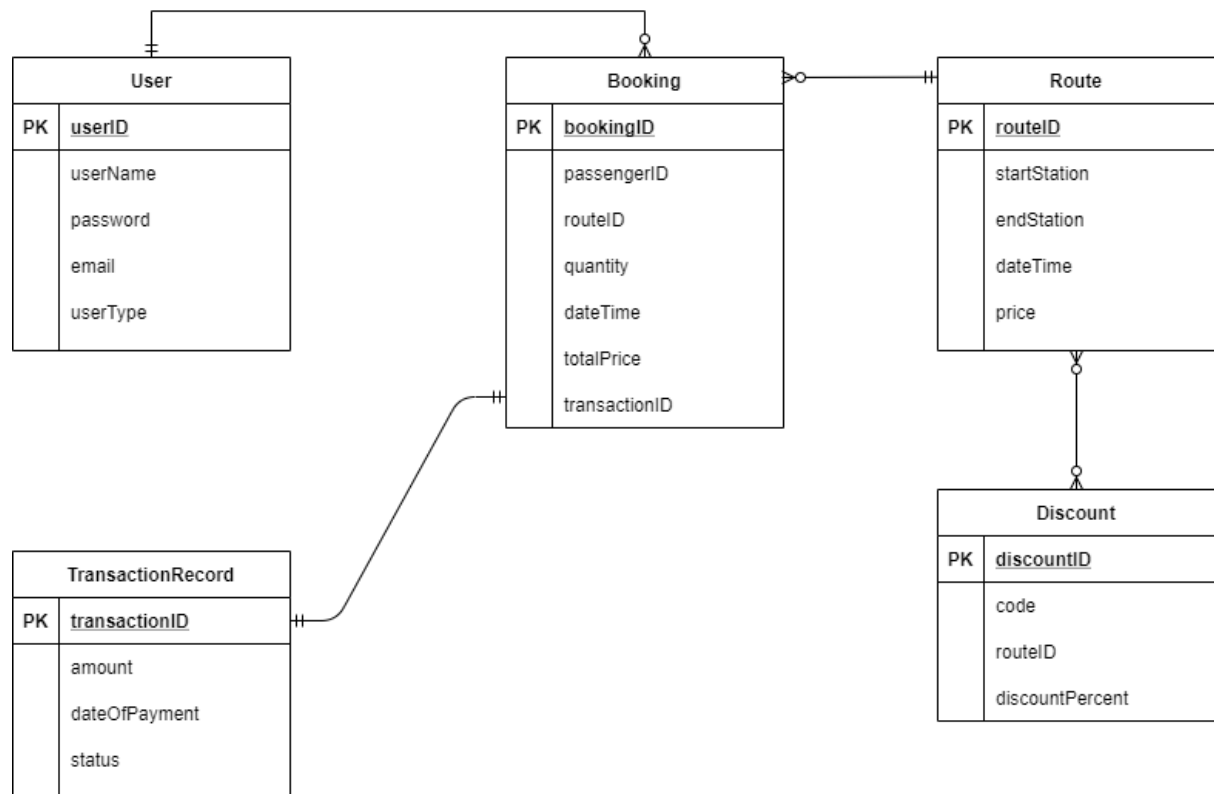 User
PK userID
userName
password
email
userType
Booking
PK bookingID
passengerID
routeID
quantity
dateTime
totalPrice
transactionID
Route
PK routeID
startStation
endStation
dateTime
price
TransactionRecord
PK transactionID
amount
dateOfPayment
status
Discount
PK discountID
code
routeID
discountPercent